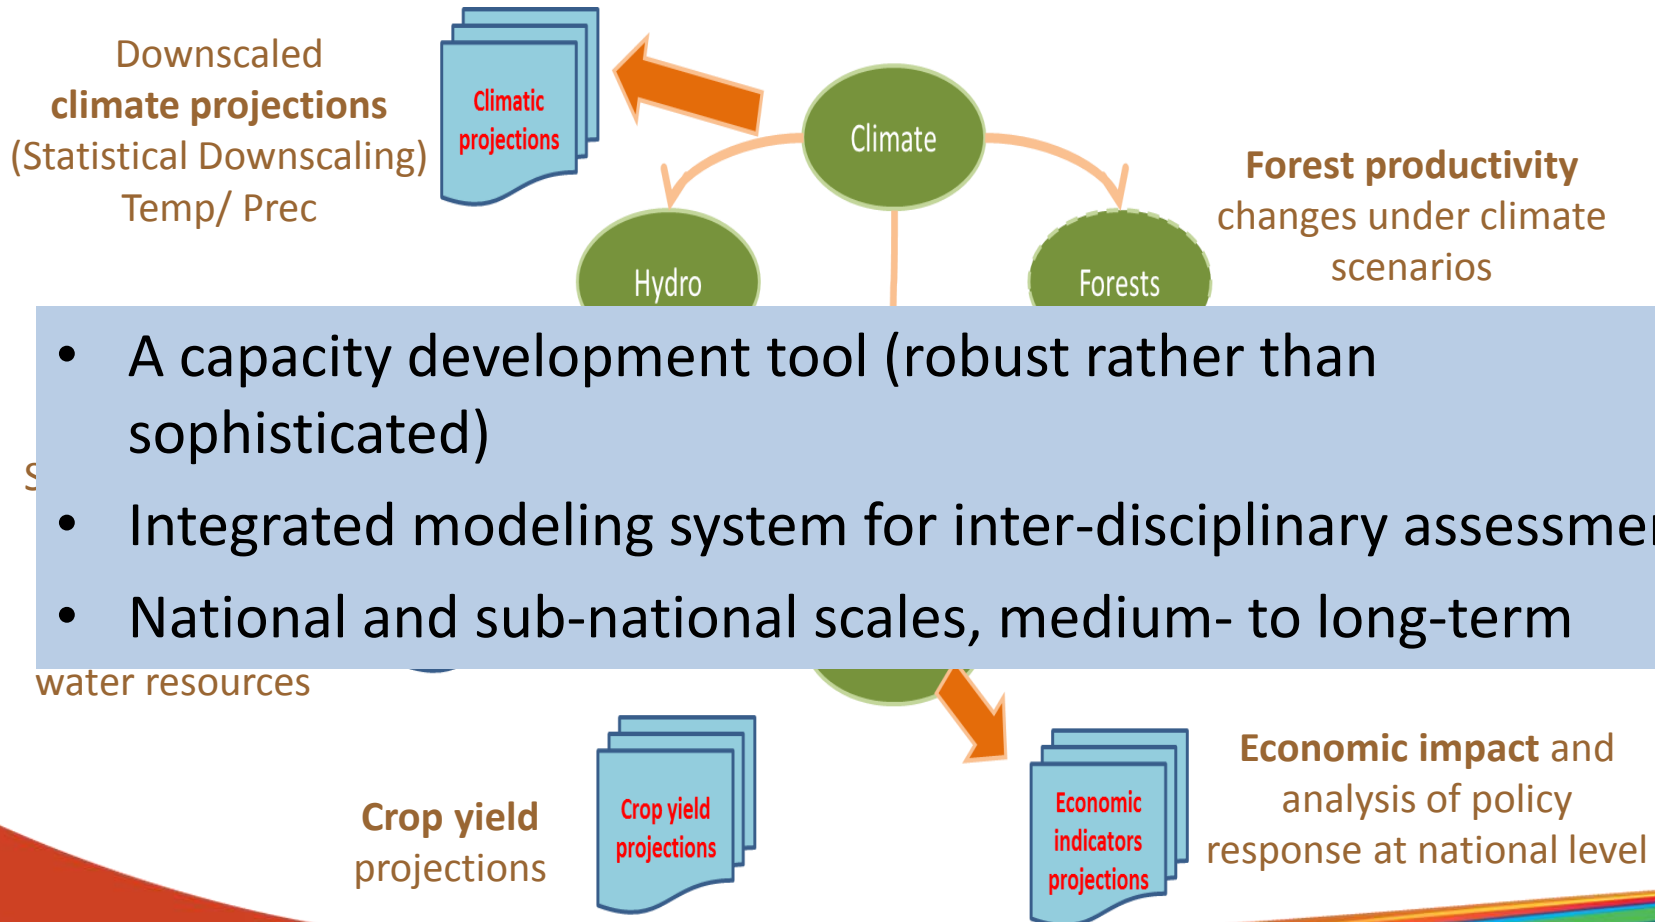 Downscaled
climate projections
(Statistical Downscaling)
Temp/ Prec
Climatic
projections
Climate
Forest productivity
changes under climate
scenarios
Hydro
Forests
• A capacity development tool (robust rather than
sophisticated)
• Integrated modeling system for inter-disciplinary
• National and sub-national scales, medium- to long-term
water resources
Crop yield
projections
Crop yield
projections
Economic
indicators
projections
Economic impact and
analysis of policy
response at national level